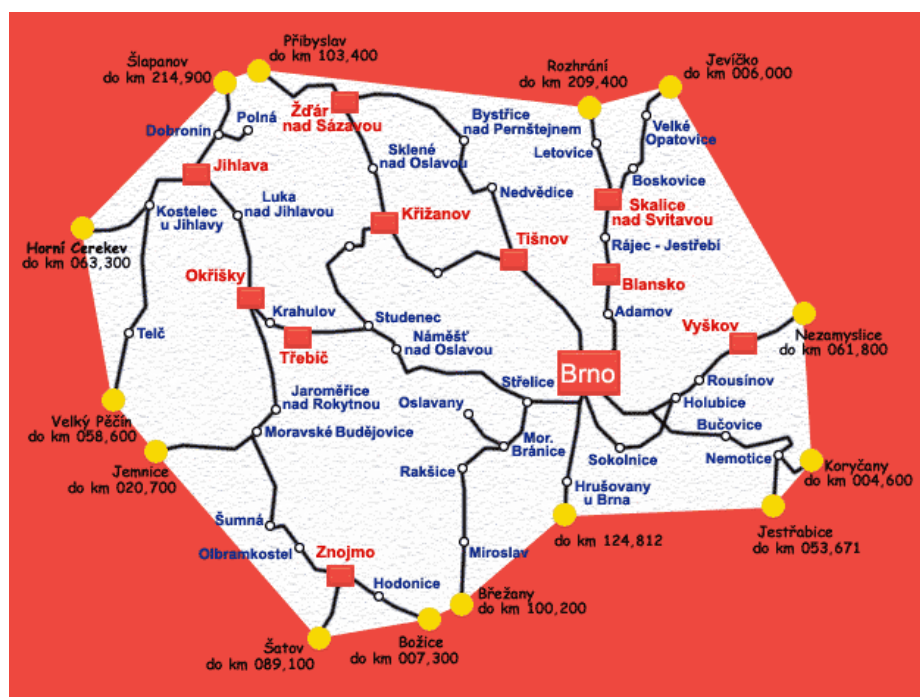 Přibyslav
do km 103,400
Šlapanov
do km 214,900
Rozhrání
do km 209,400
Jevíčko
do km 006,000
Polná
Dobronín
Žďár
nad Sázavou
Bystřice
nad Pernštejnem
Velké
Opatovice
Letovice
Sklené
nad Oslavou
Jihlava
Nedvědice
Boskovice
Skalice
nad Svitavou
Luka
nad Jihlavou
Kostelec
u Jihlavy
Křižanov
Tišnov
Rájec - Jestřebí
Horní Cerekev
do km 063,300
Okříšky
Blansko
Krahulov
Studenec
Adamov
Vyškov
Nezamyslice
do km 061,800
Telč
Třebíč
Náměšť
nad Oslavou
Brno
Rousínov
Střelice
Holubice
Jaroměřice
nad Rokytnou
Oslavany
Velký Pěčín
do km 058,600
Bučovice
Moravské Budějovice
Mor.
Bránice
Sokolnice
Nemotice
Koryčany
do km 004,600
Jemnice
do km 020,700
Rakšice
Hrušovany
u Brna
Jestřabice
do km 053,671
Šumná
do km 124,812
Olbramkostel
Miroslav
Znojmo
Hodonice
Břežany
do km 100,200
Šatov
do km 089,100
Božice
do km 007,300